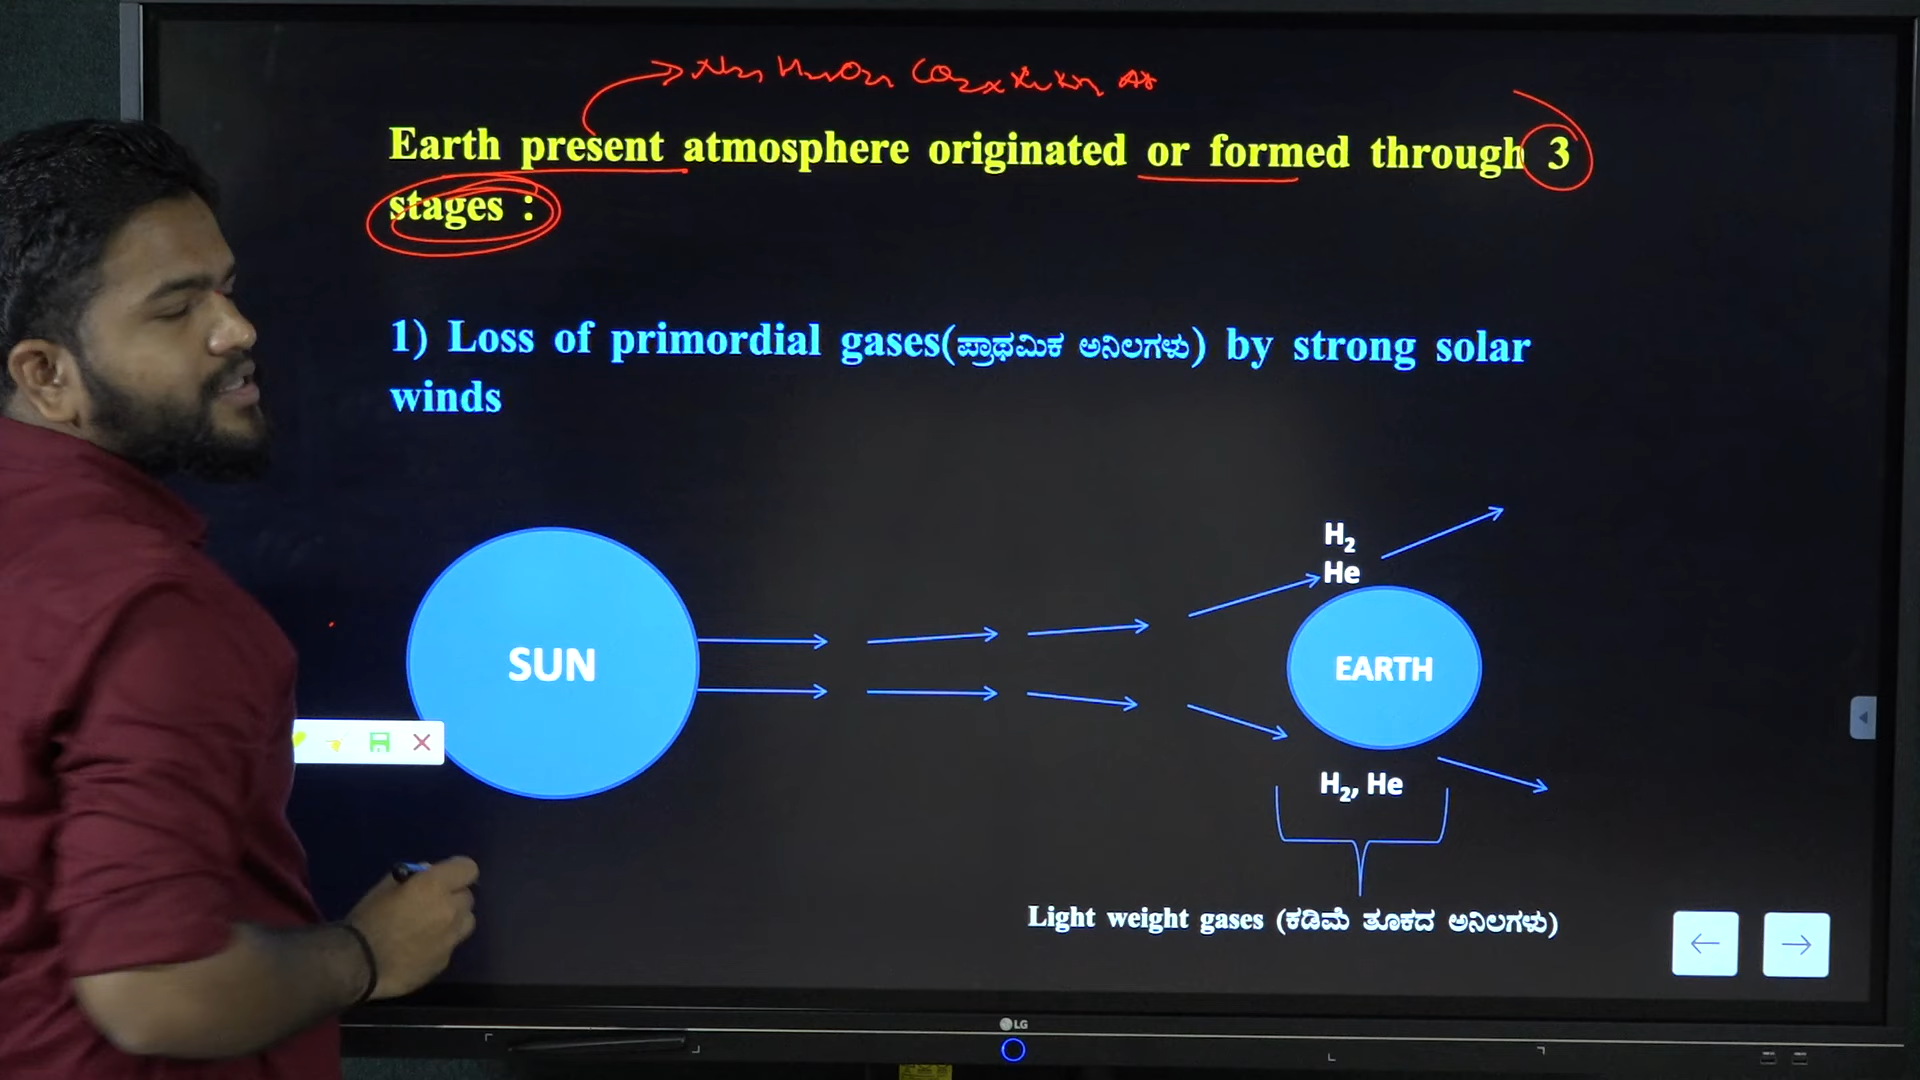 Earth present atmosphere originated or formed through 3
stages :
1) Loss of primordial gases(ಪ್ರಾಥಮಿಕ ಅನಿಲಗಳು) by strong solar
winds
H₂
He
SUN
EARTH
H₂, He
Light weight gases (ಕಡಿಮೆ ತೂಕದ ಅನಿಲಗಳು)
LG